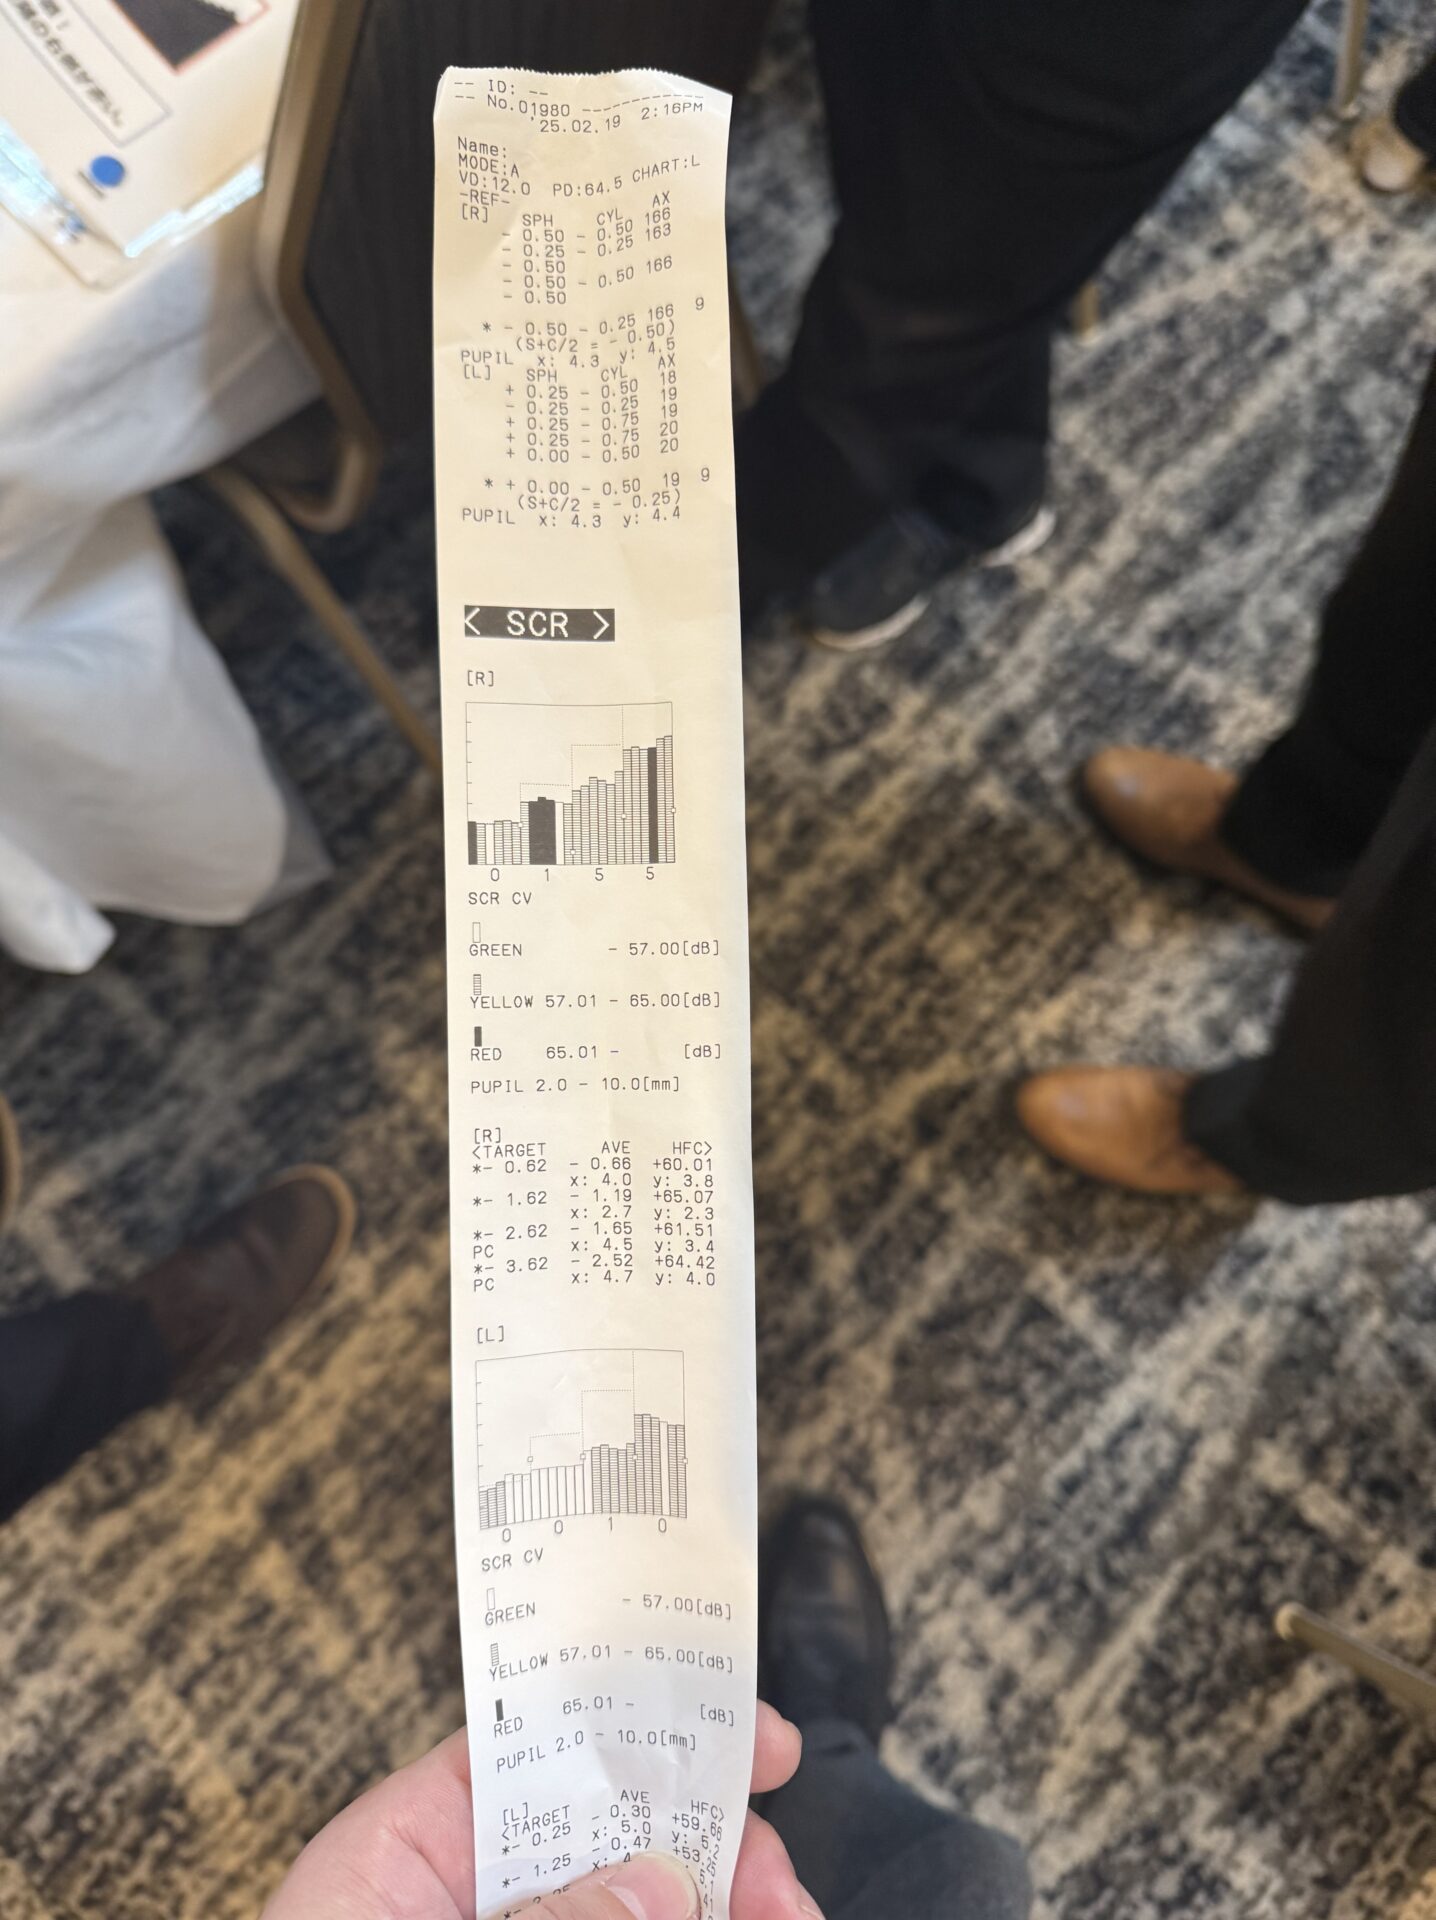 -- ID: --
-- No.01980
'25.02.19 2:16PM
Name:
MODE:A
VD:12.0 PD:64.5 CHART:L
-REF-
[R] SPH CYL AX
- 0.50 - 0.50 166
- 0.25 - 0.25 163
- 0.50
- 0.50 - 0.50 166
- 0.50
* - 0.50 - 0.25 166 9
(S+C/2 = - 0.50)
PUPIL x: 4.3 y: 4.5
[L] SPH CYL AX
+ 0.25 - 0.50 18
- 0.25 - 0.25 19
+ 0.25 - 0.75 19
+ 0.25 - 0.75 20
+ 0.00 - 0.50 20
* + 0.00 - 0.50 19 9
(S+C/2 = - 0.25)
PUPIL x: 4.3 y: 4.4
< SCR >
[R]
0 1 5 5
SCR CV
GREEN - 57.00[dB]
YELLOW 57.01 - 65.00[dB]
RED 65.01 - [dB]
PUPIL 2.0 - 10.0[mm]
[R]
<TARGET AVE HFC>
*- 0.62 - 0.66 +60.01
x: 4.0 y: 3.8
*- 1.62 - 1.19 +65.07
x: 2.7 y: 2.3
*- 2.62 - 1.65 +61.51
PC x: 4.5 y: 3.4
*- 3.62 - 2.52 +64.42
PC x: 4.7 y: 4.0
[L]
0 0 1 0
SCR CV
GREEN - 57.00[dB]
YELLOW 57.01 - 65.00[dB]
RED 65.01 - [dB]
PUPIL 2.0 - 10.0[mm]
[L]
<TARGET AVE HFC>
*- 0.25 - 0.30 +59.66
x: 5.0 y: 5.2
*- 1.25 - 0.47